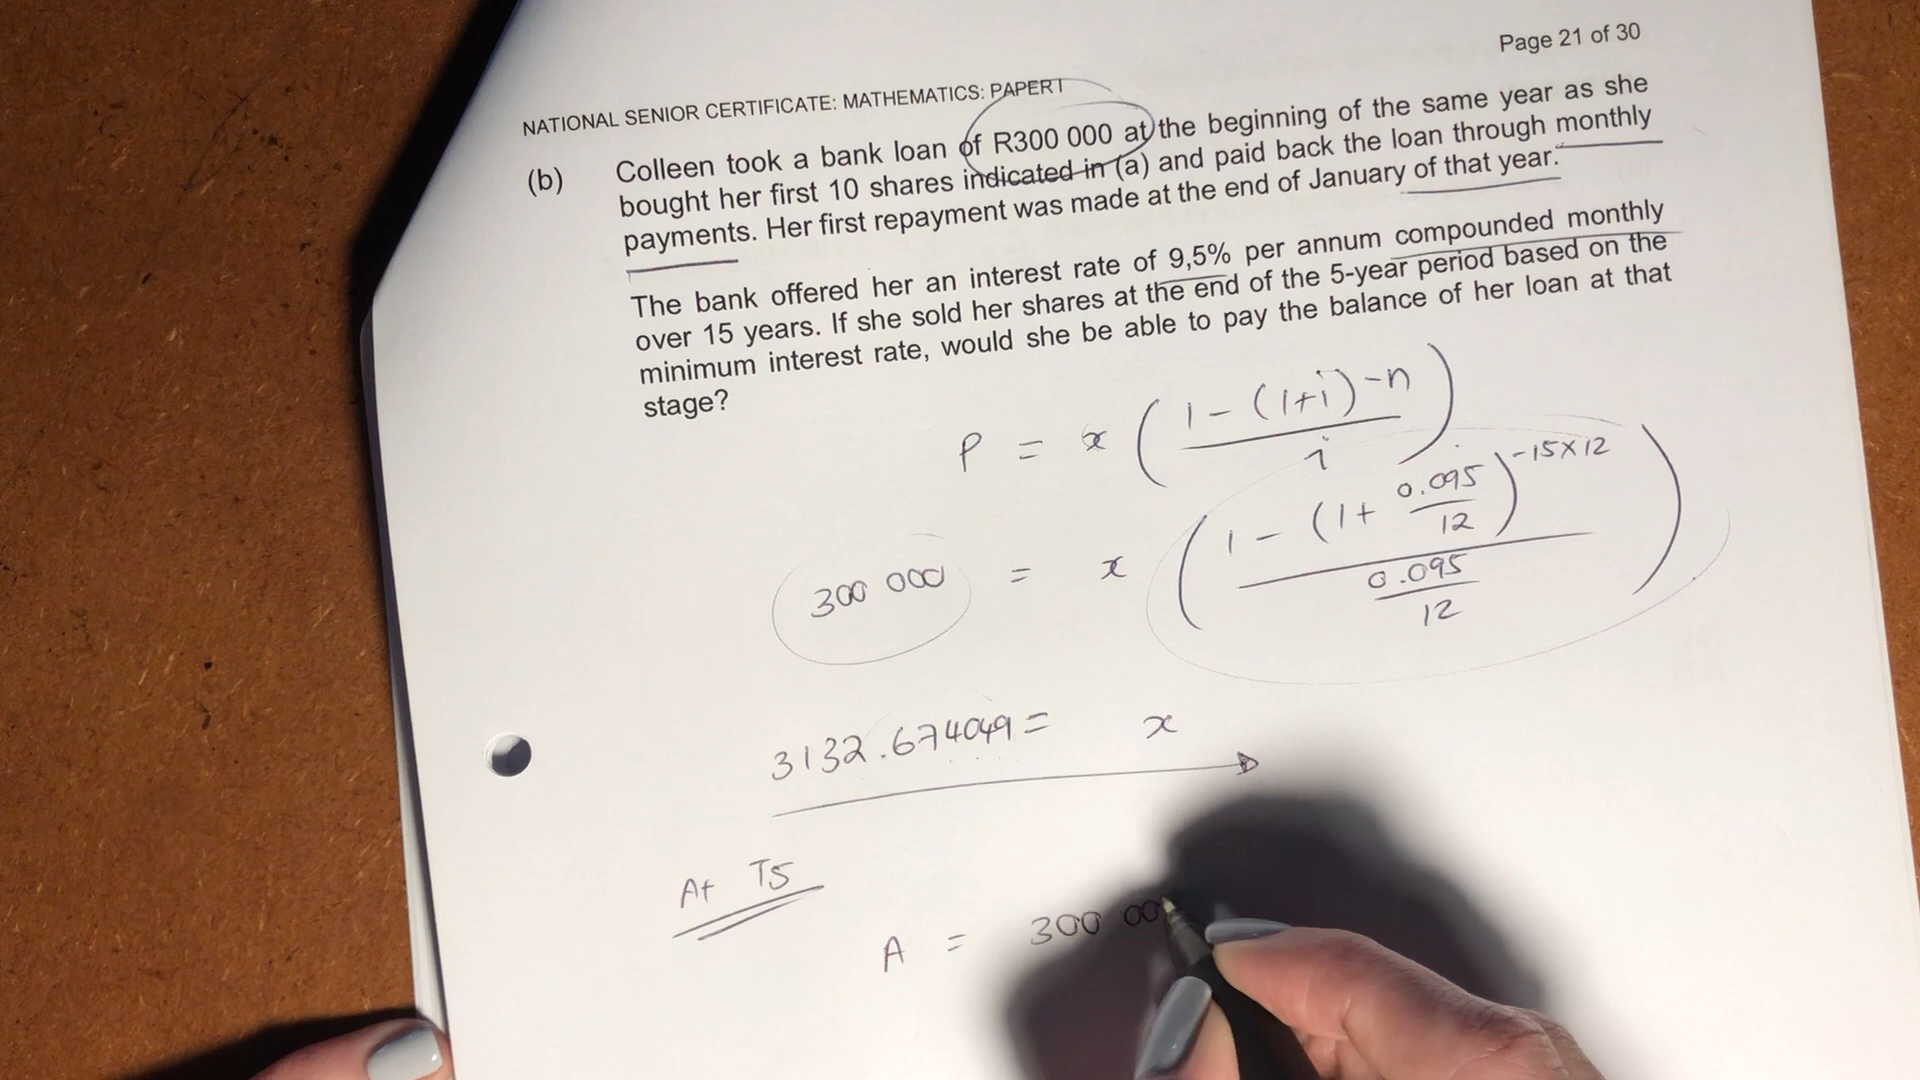 Page 21 of 30
NATIONAL SENIOR CERTIFICATE: MATHEMATICS: PAPER I
(b) Colleen took a bank loan of R300 000 at the beginning of the same year as she
bought her first 10 shares indicated in (a) and paid back the loan through monthly
payments. Her first repayment was made at the end of January of that year.
The bank offered her an interest rate of 9,5% per annum compounded monthly
over 15 years. If she sold her shares at the end of the 5-year period based on the
minimum interest rate, would she be able to pay the balance of her loan at that
stage?
P = x ( 1 - (1+i)^-n / i )
300 000 = x ( 1 - (1 + 0.095/12)^-15×12 / 0.095/12 )
3132.674049 = x
At T5
A = 300 00